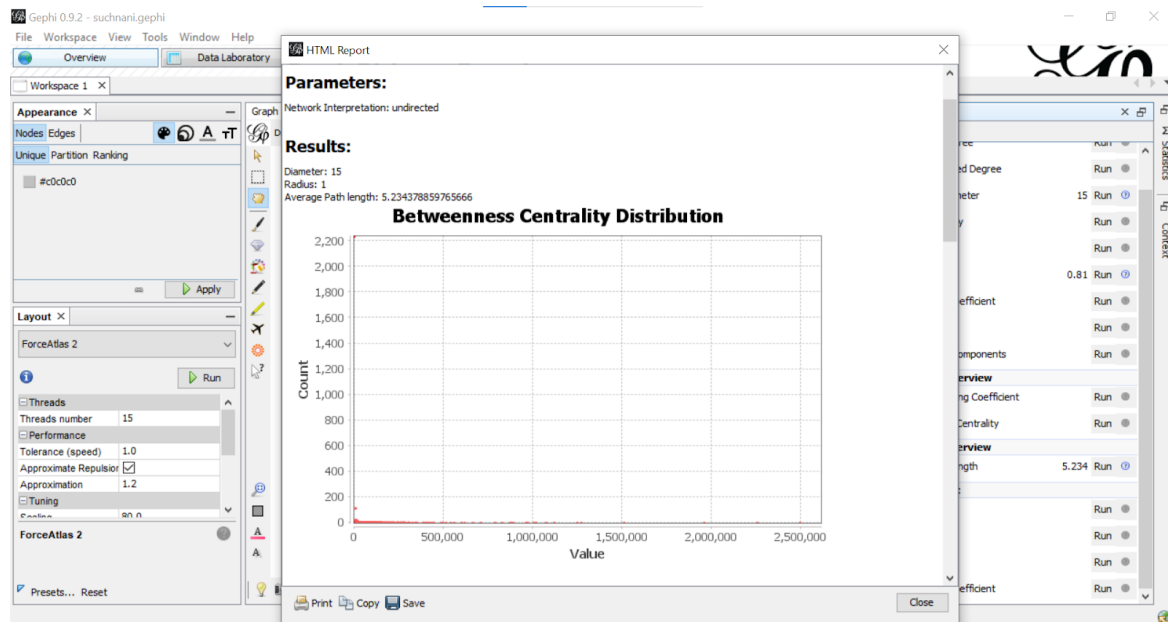 Gephi 0.9.2 - suchnani.gephi
File Workspace View Tools Window Help
Overview
Data Laboratory
Workspace 1
Appearance
Nodes Edges
Unique Partition Ranking
#c0c0c0
Apply
Layout
ForceAtlas 2
Run
Threads
Threads number 15
Performance
Tolerance (speed) 1.0
Approximate Repulsior
Approximation 1.2
Tuning
Scaling 80.0
ForceAtlas 2
Presets... Reset
Graph
HTML Report
Parameters:
Network Interpretation: undirected
Results:
Diameter: 15
Radius: 1
Average Path length: 5.234378859765666
Betweenness Centrality Distribution
2,200
2,000
1,800
1,600
1,400
1,200
1,000
800
600
400
200
0
Count
0 500,000 1,000,000 1,500,000 2,000,000 2,500,000
Value
Print Copy Save
Close
ree Run
ed Degree Run
neter 15 Run
y Run
Run
0.81 Run
efficient Run
Run
omponents Run
erview
ng Coefficient Run
Centrality Run
erview
ngth 5.234 Run
:
Run
Run
Run
efficient Run
Statistics
Context